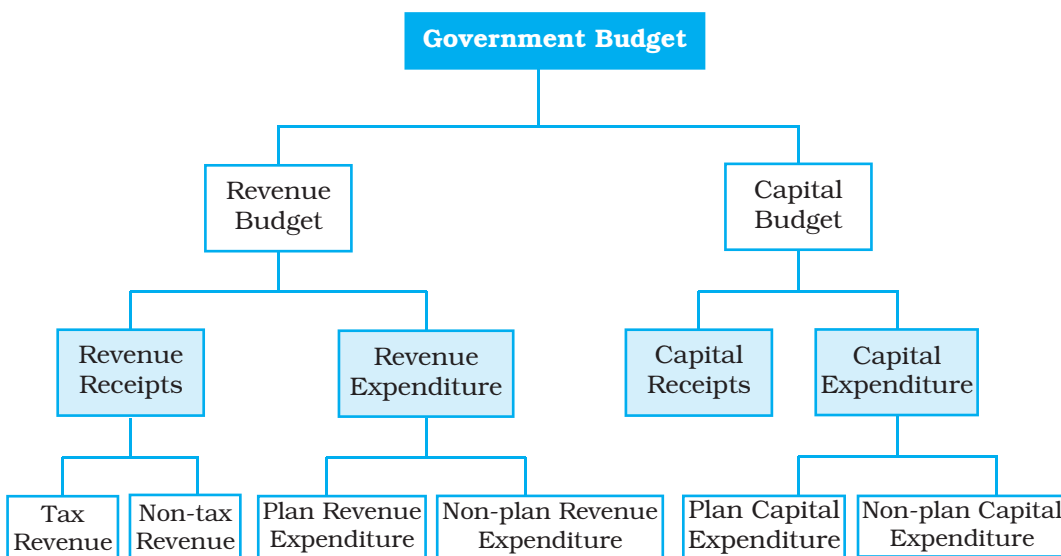 Government Budget
Revenue
Budget
Capital
Budget
Revenue
Receipts
Revenue
Expenditure
Capital
Receipts
Capital
Expenditure
Tax
Revenue
Non-tax
Revenue
Plan Revenue
Expenditure
Non-plan Revenue
Expenditure
Plan Capital
Expenditure
Non-plan Capital
Expenditure